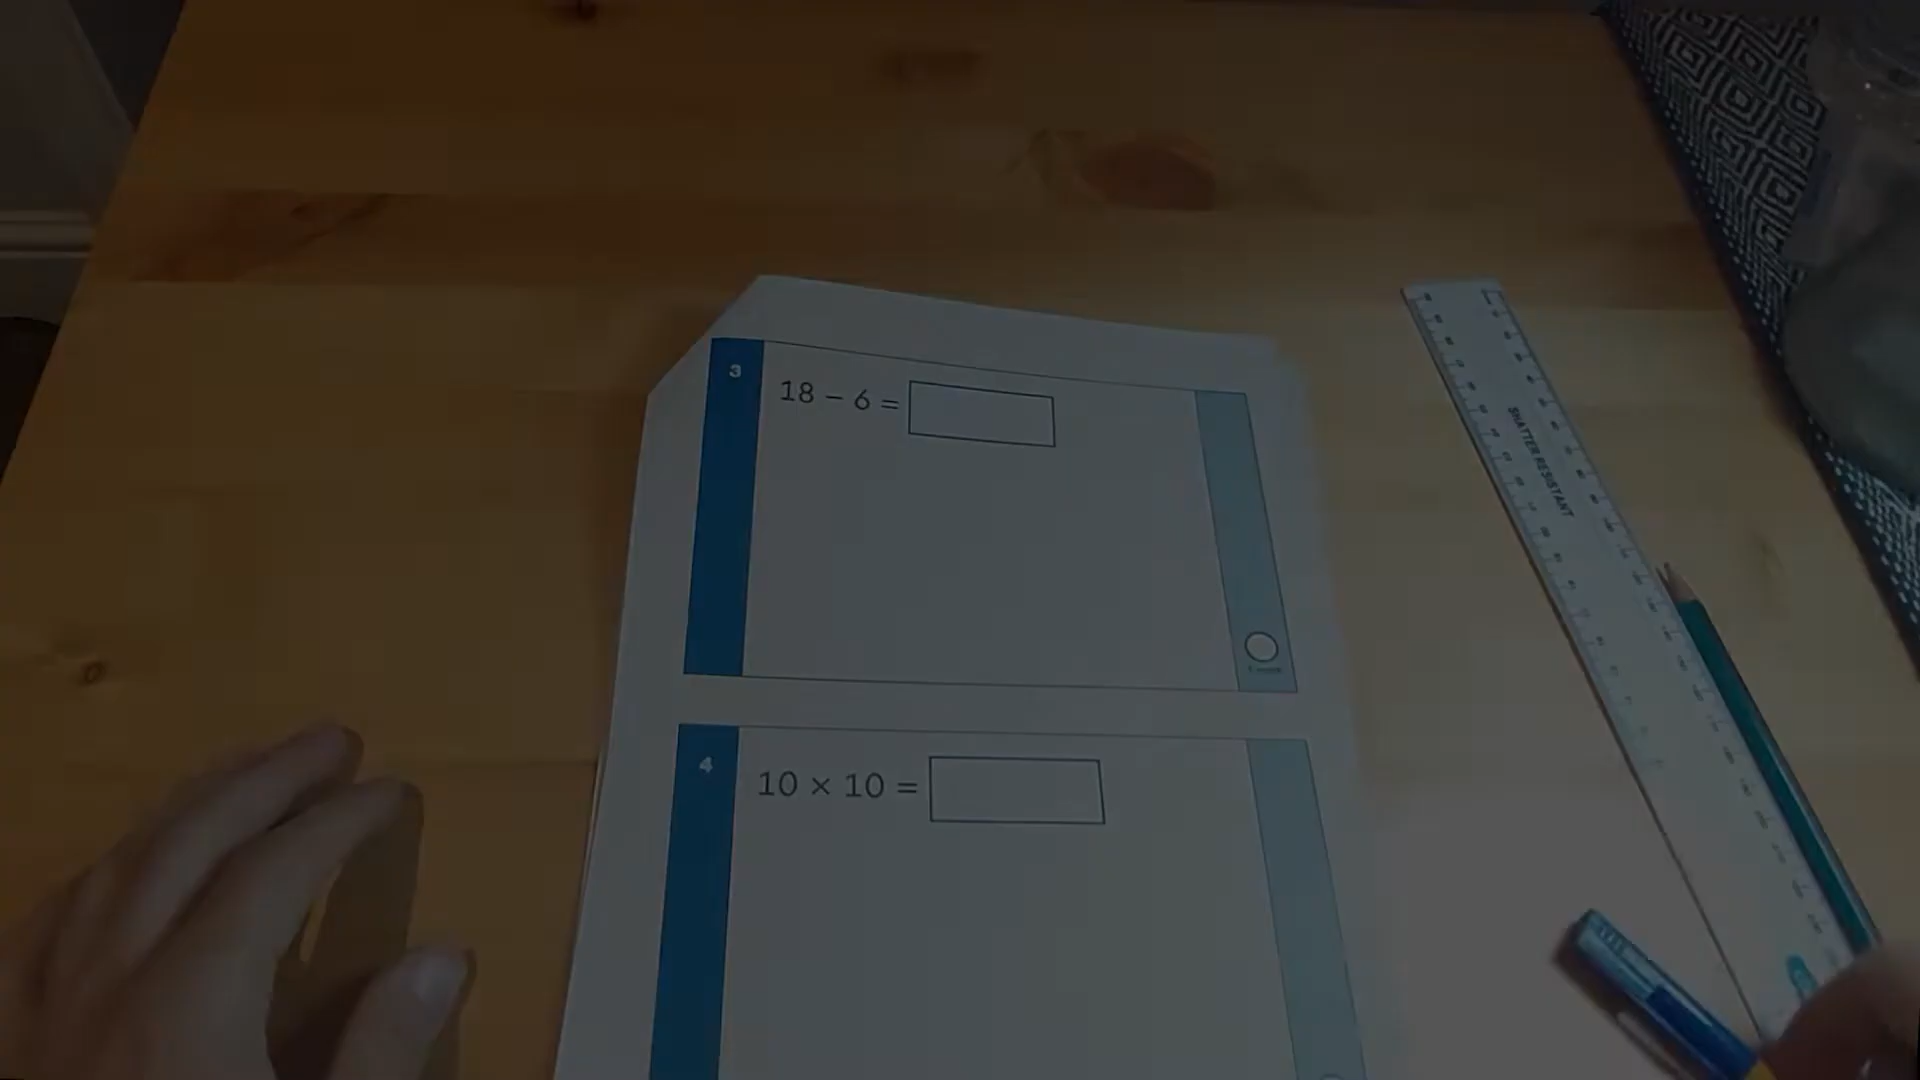 3
18 – 6 =
4
10 × 10 =
SHATTER RESISTANT